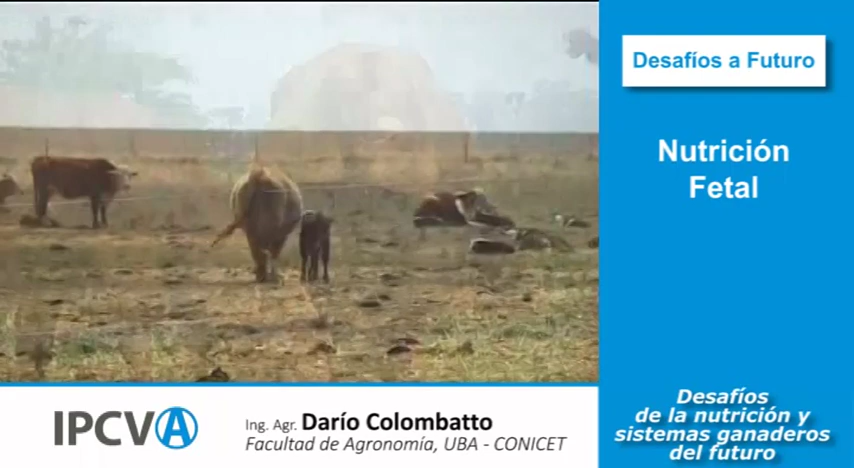 Desafíos a Futuro
Nutrición
Fetal
IPCVA
Ing. Agr. Darío Colombatto
Facultad de Agronomía, UBA - CONICET
Desafíos
de la nutrición y
sistemas ganaderos
del futuro